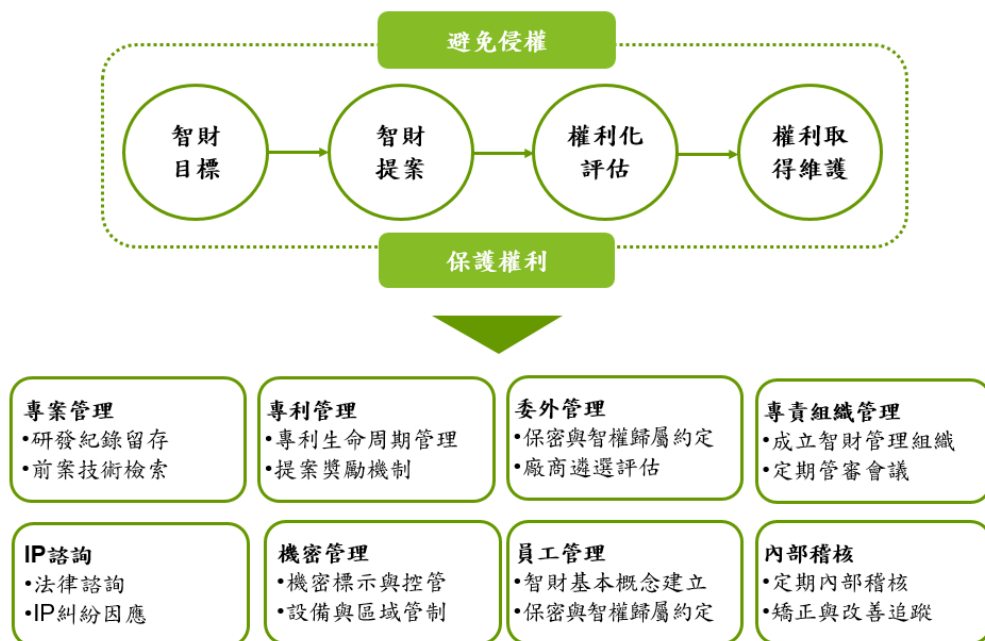 避免侵權
智財
目標
智財
提案
權利化
評估
權利取
得維護
保護權利
專案管理
•研發紀錄留存
•前案技術檢索
專利管理
•專利生命周期管理
•提案獎勵機制
委外管理
•保密與智權歸屬約定
•廠商遴選評估
專責組織管理
•成立智財管理組織
•定期管審會議
IP諮詢
•法律諮詢
•IP糾紛因應
機密管理
•機密標示與控管
•設備與區域管制
員工管理
•智財基本概念建立
•保密與智權歸屬約定
內部稽核
•定期內部稽核
•矯正與改善追蹤